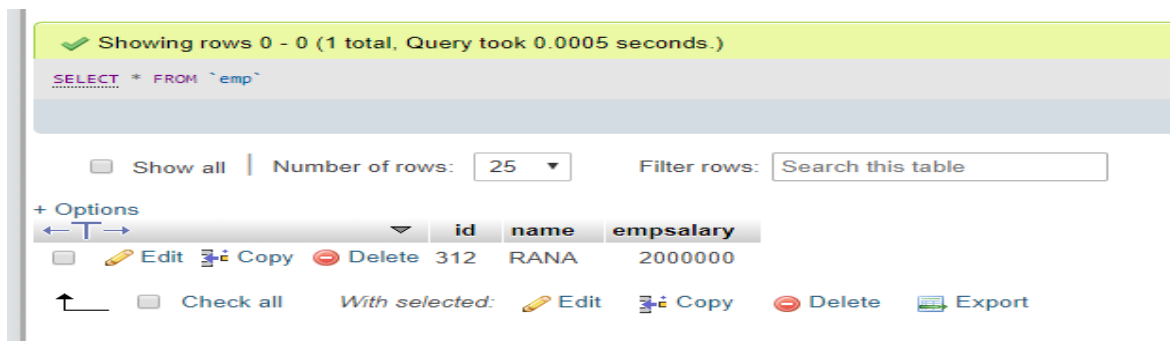 Showing rows 0 - 0 (1 total, Query took 0.0005 seconds.)
SELECT * FROM `emp`
Show all | Number of rows: 25 Filter rows: Search this table
+ Options
id name empsalary
Edit Copy Delete 312 RANA 2000000
Check all With selected: Edit Copy Delete Export